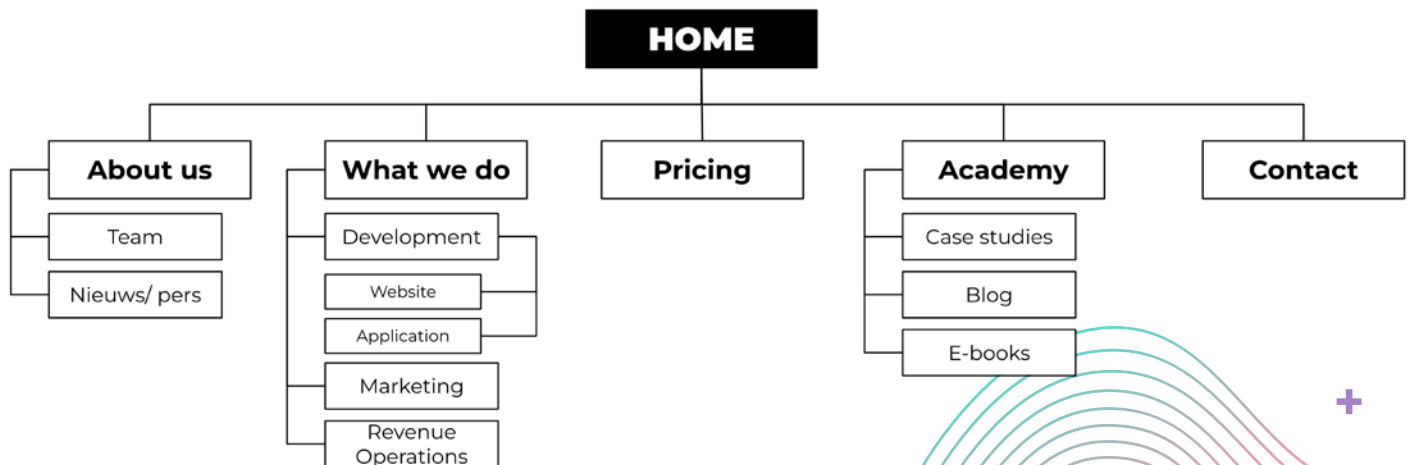 HOME
About us
What we do
Pricing
Academy
Contact
Team
Nieuws/ pers
Development
Website
Application
Marketing
Revenue
Operations
Case studies
Blog
E-books